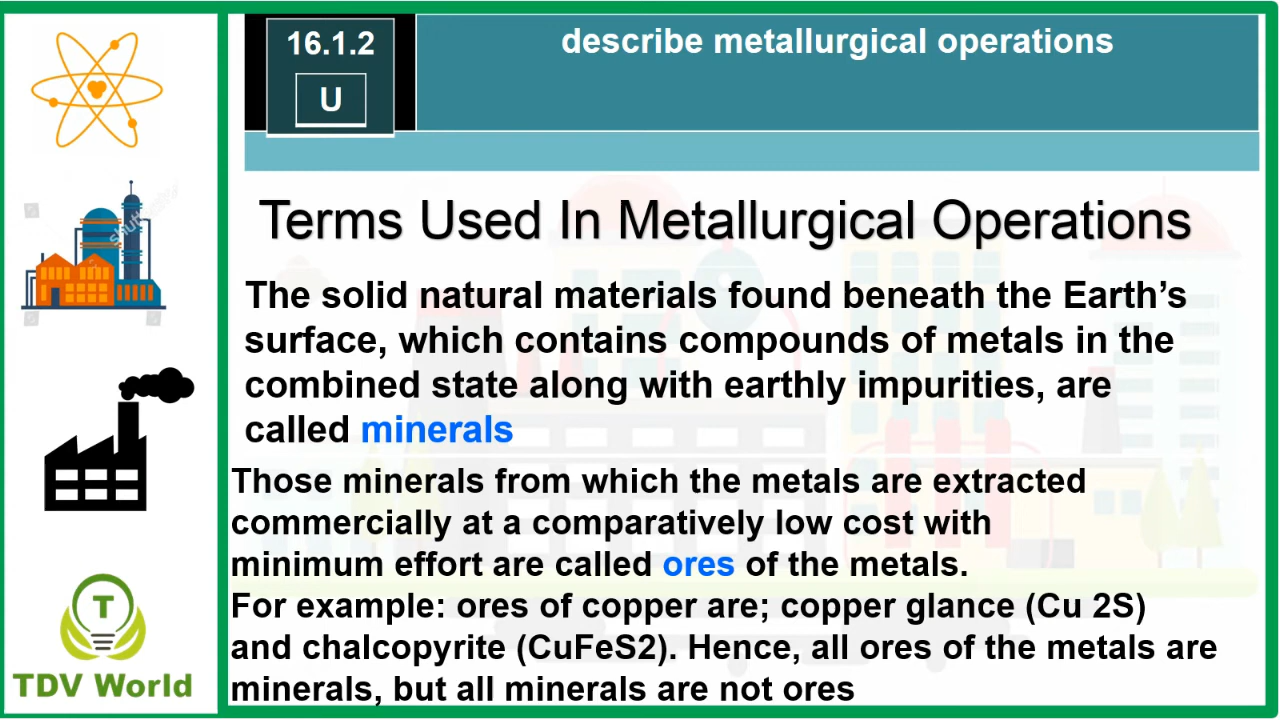 16.1.2
U
describe metallurgical operations
Terms Used In Metallurgical Operations
The solid natural materials found beneath the Earth’s
surface, which contains compounds of metals in the
combined state along with earthly impurities, are
called minerals
Those minerals from which the metals are extracted
commercially at a comparatively low cost with
minimum effort are called ores of the metals.
For example: ores of copper are; copper glance (Cu 2S)
and chalcopyrite (CuFeS2). Hence, all ores of the metals are
minerals, but all minerals are not ores
T
TDV World